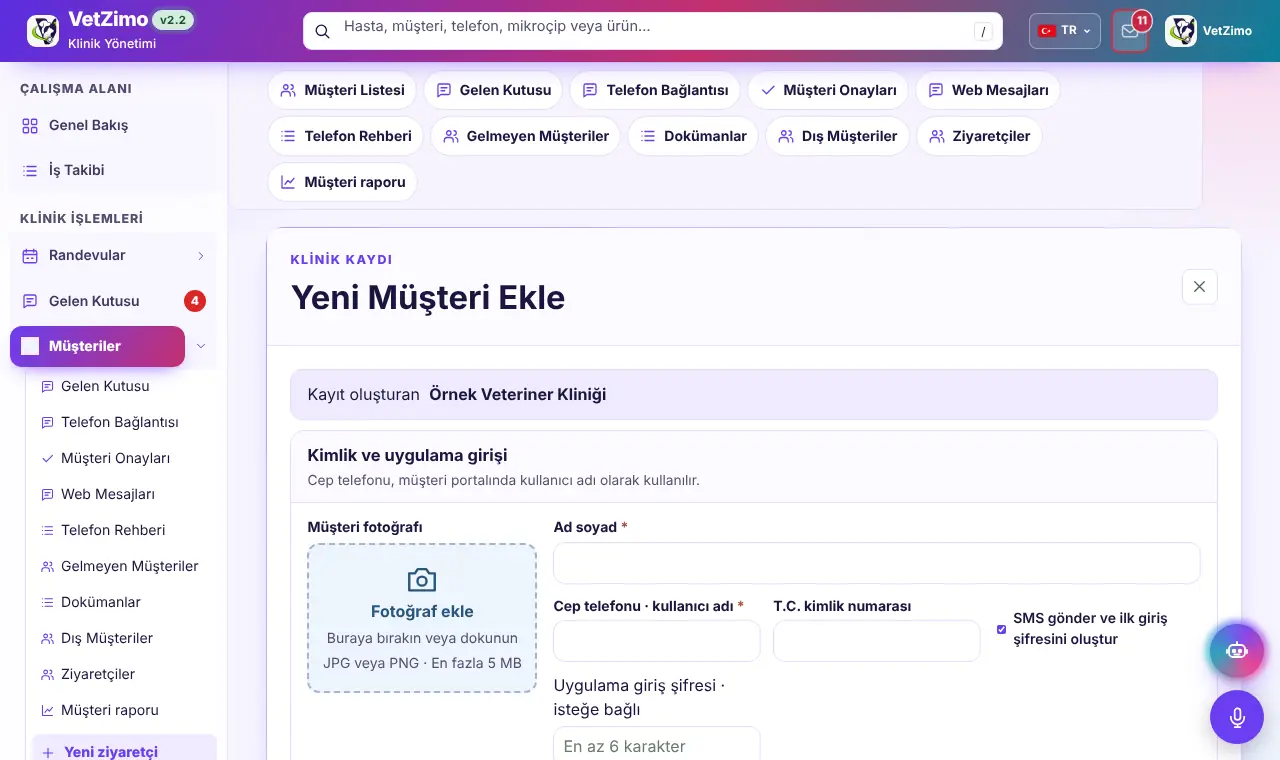 VetZimo v2.2
Klinik Yönetimi
Hasta, müşteri, telefon, mikroçip veya ürün...
/
TR
11
VetZimo
ÇALIŞMA ALANI
Genel Bakış
İş Takibi
KLİNİK İŞLEMLERİ
Randevular
Gelen Kutusu 4
Müşteriler
Gelen Kutusu
Telefon Bağlantısı
Müşteri Onayları
Web Mesajları
Telefon Rehberi
Gelmeyen Müşteriler
Dokümanlar
Dış Müşteriler
Ziyaretçiler
Müşteri raporu
Yeni ziyaretçi
Müşteri Listesi
Gelen Kutusu
Telefon Bağlantısı
Müşteri Onayları
Web Mesajları
Telefon Rehberi
Gelmeyen Müşteriler
Dokümanlar
Dış Müşteriler
Ziyaretçiler
Müşteri raporu
KLİNİK KAYDI
Yeni Müşteri Ekle
Kayıt oluşturan Örnek Veteriner Kliniği
Kimlik ve uygulama girişi
Cep telefonu, müşteri portalında kullanıcı adı olarak kullanılır.
Müşteri fotoğrafı
Fotoğraf ekle
Buraya bırakın veya dokunun
JPG veya PNG · En fazla 5 MB
Ad soyad *
Cep telefonu · kullanıcı adı *
T.C. kimlik numarası
SMS gönder ve ilk giriş
şifresini oluştur
Uygulama giriş şifresi ·
isteğe bağlı
En az 6 karakter